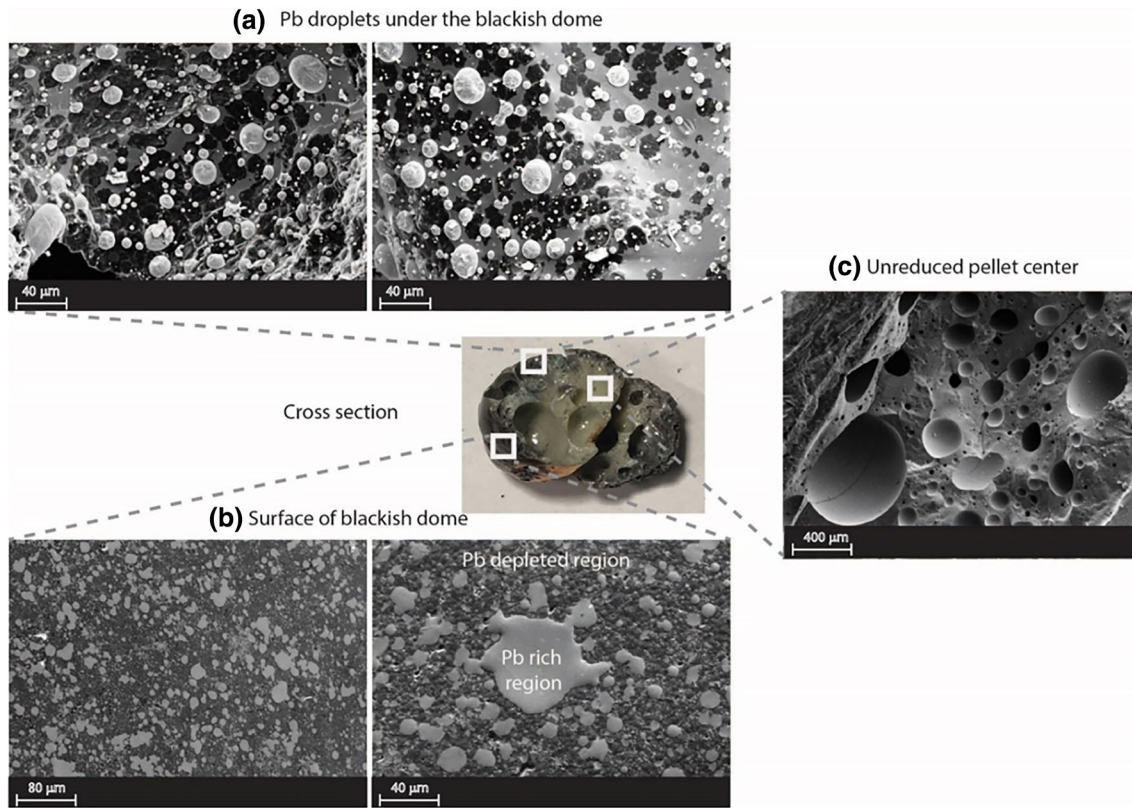 (a) Pb droplets under the blackish dome
40 μm
40 μm
(c) Unreduced pellet center
Cross section
400 μm
(b) Surface of blackish dome
Pb depleted region
Pb rich
region
80 μm
40 μm